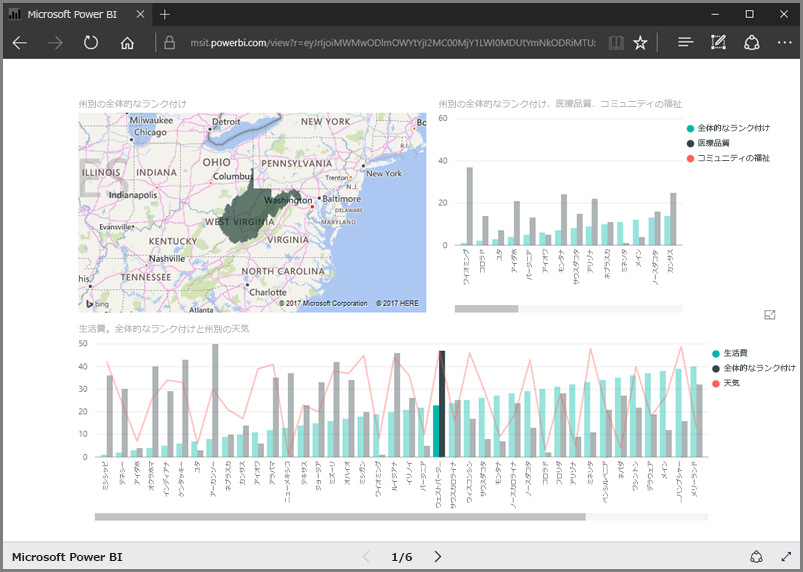 Microsoft Power BI
msit.powerbi.com/view?r=eyJrIjoiMWMwODlmOWYtYjI2MC00MjY1LWI0MDUtYmNkODRiMTU:
州別の全体的なランク付け
Milwaukee
Detroit
NEW YORK
Chicago
Bo
R.I.
OHIO
PENNSYLVANIA
ILLINOIS
INDIANA
Columbus
Trenton
New York
N.J.
ES
Indianapolis
Washington
Baltimore
DELAWARE
WEST VIRGINIA
MARYLAND
Evansville
KENTUCKY
VIRGINIA
Nashville
TENNESSEE
NORTH CAROLINA
his
Charlotte
bing
© 2017 Microsoft Corporation © 2017 HERE
Atlanta
州別の全体的なランク付け、医療品質、コミュニティの福祉
60
40
20
0
ワイオミング
コロラド
ユタ
アイダホ
バージニア
アイオワ
モンタナ
サウスダコタ
アリゾナ
ネブラスカ
ミネソタ
メイン
ノースダコタ
カンザス
全体的なランク付け
医療品質
コミュニティの福祉
生活費。全体的なランク付けと州別の天気
50
40
30
20
10
0
ミシシッピ
テネシー
アイダホ
オクラホマ
インディアナ
ケンタッキー
ユタ
アーカンソー
ネブラスカ
カンザス
アイオワ
アラバマ
ニューメキシコ
テキサス
ジョージア
ミズーリ
オハイオ
ミシガン
ワイオミング
ルイジアナ
イリノイ
バージニア
ウェストバージ...
サウスカロライナ
ウィスコンシン
サウスダコタ
モンタナ
ノースカロライナ
ノースダコタ
コロラド
フロリダ
アリゾナ
ミネソタ
ペンシルベニア
ネバダ
ワシントン
デラウェア
メイン
...ハンプシャー
メリーランド
生活費
全体的なランク付け
天気
Microsoft Power BI
1/6